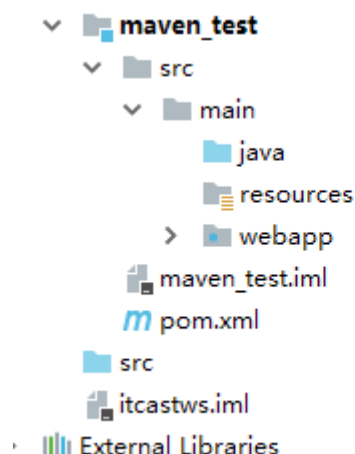 maven_test
src
main
java
resources
webapp
maven_test.iml
pom.xml
src
itcastws.iml
External Libraries